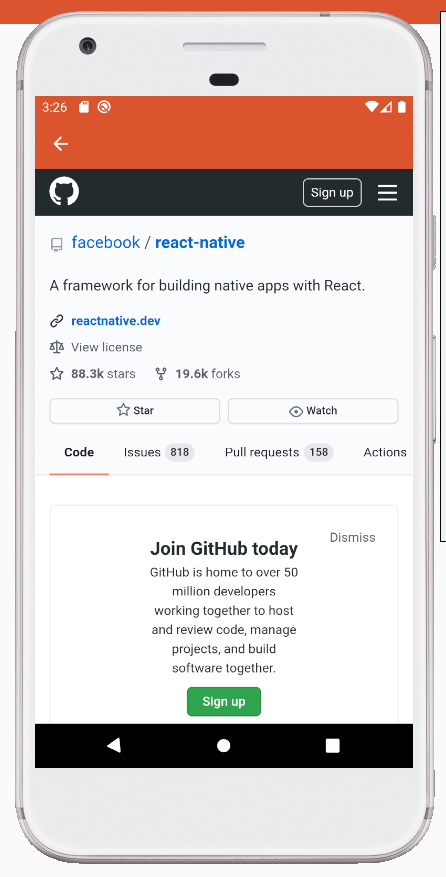 3:26
Sign up
facebook / react-native
A framework for building native apps with React.
reactnative.dev
View license
88.3k stars 19.6k forks
Star Watch
Code Issues 818 Pull requests 158 Actions
Dismiss
Join GitHub today
GitHub is home to over 50
million developers
working together to host
and review code, manage
projects, and build
software together.
Sign up